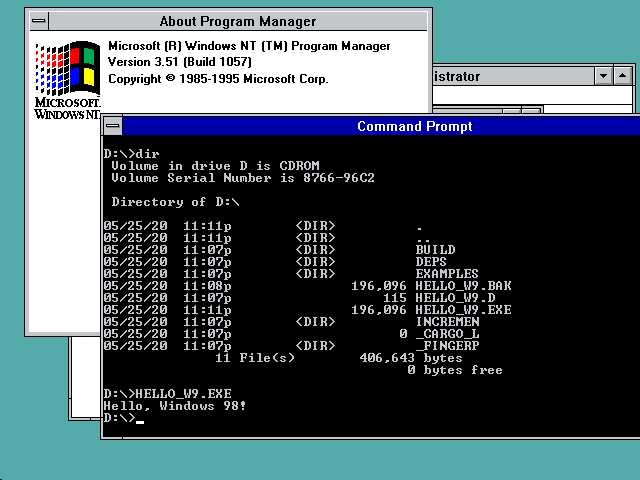 About Program Manager
Microsoft (R) Windows NT (TM) Program Manager
Version 3.51 (Build 1057)
Copyright © 1985-1995 Microsoft Corp.
MICROSOFT.
WINDOWS NT
istrator
Command Prompt
D:\>dir
Volume in drive D is CDROM
Volume Serial Number is 8766-96C2
Directory of D:\
05/25/20 11:11p <DIR> .
05/25/20 11:11p <DIR> ..
05/25/20 11:07p <DIR> BUILD
05/25/20 11:07p <DIR> DEPS
05/25/20 11:07p <DIR> EXAMPLES
05/25/20 11:08p 196,096 HELLO_W9.BAK
05/25/20 11:07p 115 HELLO_W9.D
05/25/20 11:11p 196,096 HELLO_W9.EXE
05/25/20 11:07p <DIR> INCREMEN
05/25/20 11:07p 0 _CARGO_L
05/25/20 11:07p <DIR> _FINGERP
11 File(s) 406,643 bytes
0 bytes free
D:\>HELLO_W9.EXE
Hello, Windows 98!
D:\>_